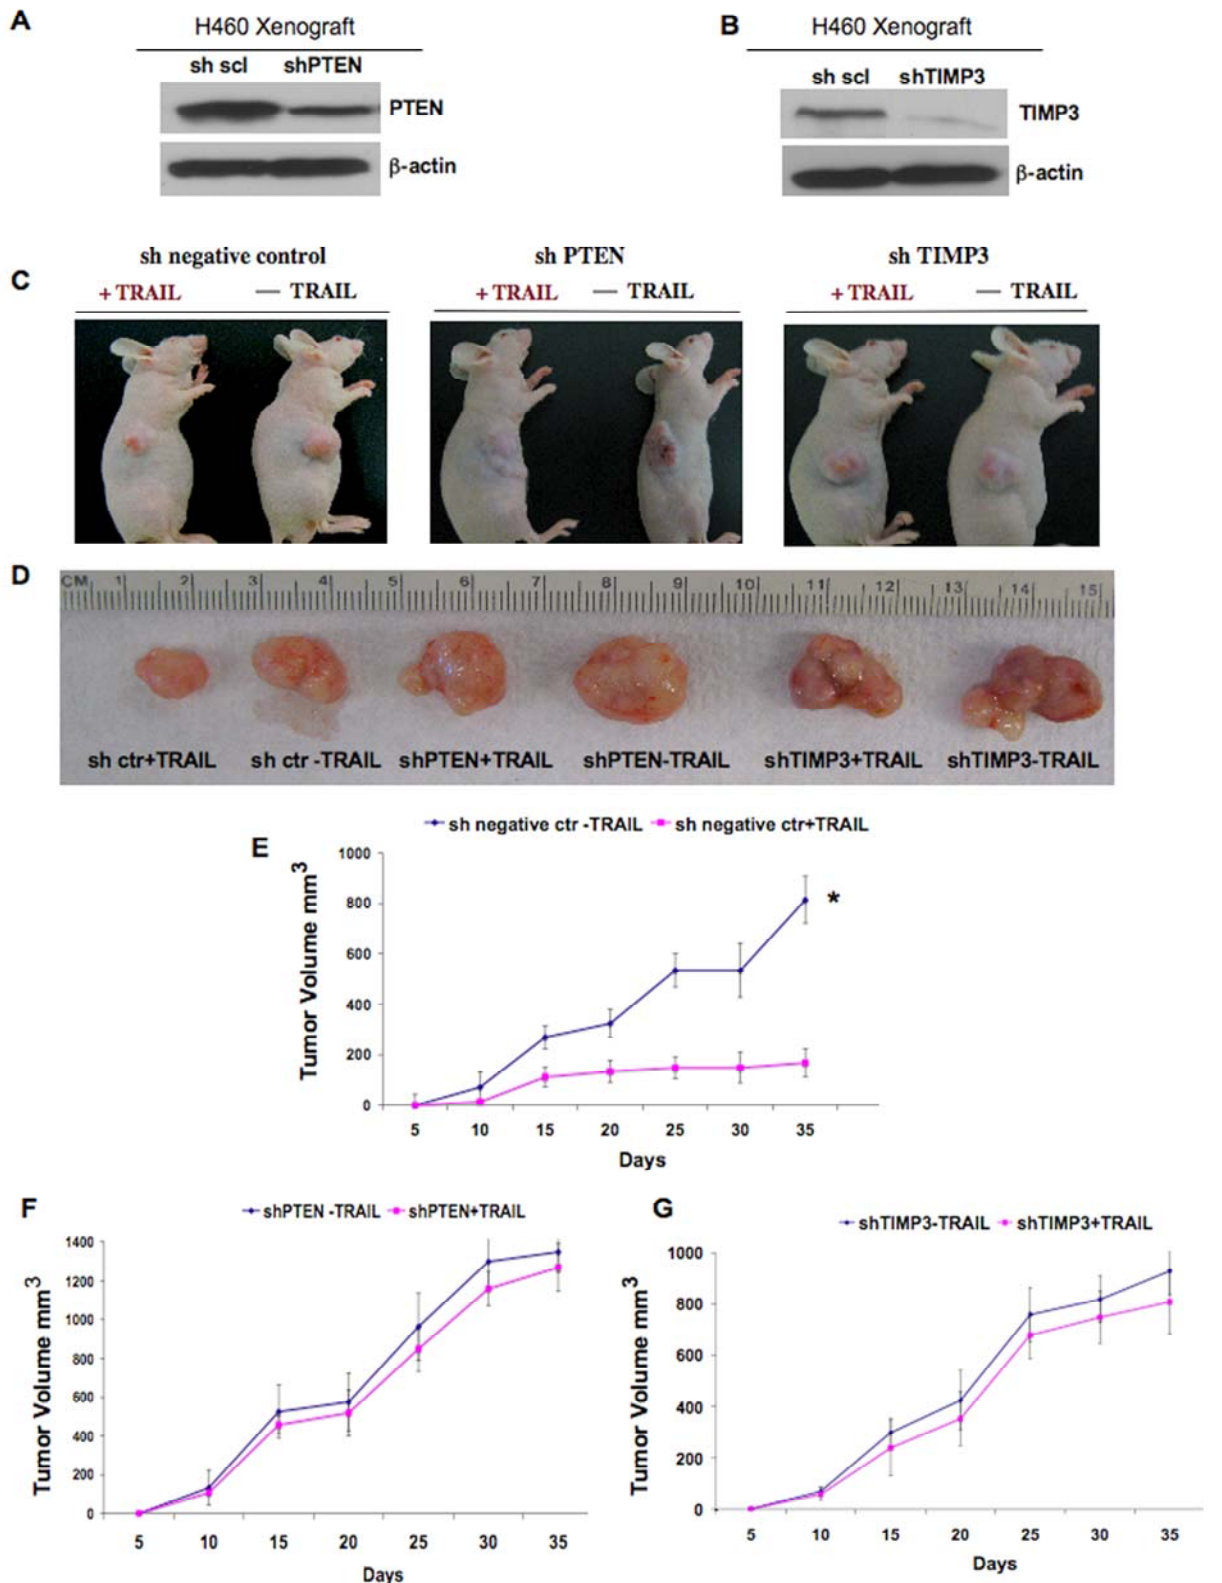 A
H460 Xenograft
sh scl shPTEN
PTEN
β-actin
B
H460 Xenograft
sh scl shTIMP3
TIMP3
β-actin
C
sh negative control
+ TRAIL — TRAIL
sh PTEN
+ TRAIL — TRAIL
sh TIMP3
+ TRAIL — TRAIL
D
CM 1 2 3 4 5 6 7 8 9 10 11 12 13 14 15
sh ctr+TRAIL sh ctr -TRAIL shPTEN+TRAIL shPTEN-TRAIL shTIMP3+TRAIL shTIMP3-TRAIL
E
sh negative ctr -TRAIL sh negative ctr+TRAIL
Tumor Volume mm3
1000
800
600
400
200
0
*
5 10 15 20 25 30 35
Days
F
shPTEN -TRAIL shPTEN+TRAIL
Tumor Volume mm3
1400
1200
1000
800
600
400
200
0
5 10 15 20 25 30 35
Days
G
shTIMP3-TRAIL shTIMP3+TRAIL
Tumor Volume mm3
1000
800
600
400
200
0
5 10 15 20 25 30 35
Days